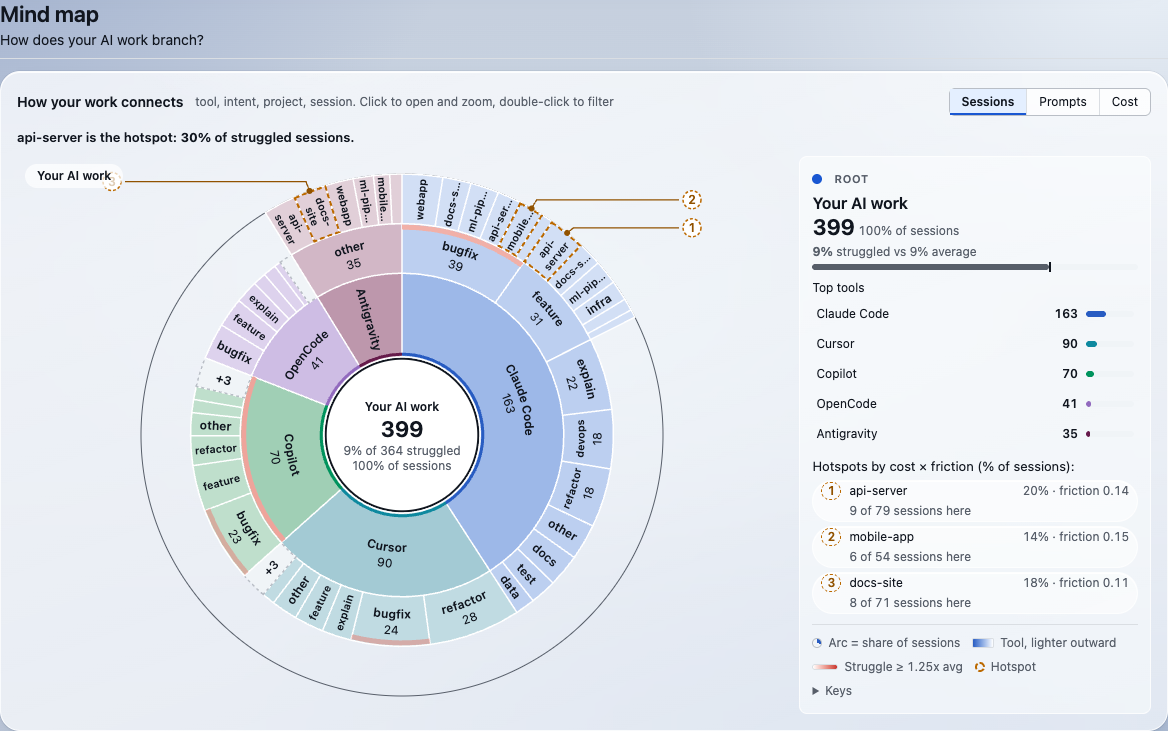 Mind map
How does your AI work branch?
How your work connects
tool, intent, project, session. Click to open and zoom, double-click to filter
Sessions
Prompts
Cost
api-server is the hotspot: 30% of struggled sessions.
Your AI work
3
2
1
api-server
docs-site
webapp
ml-pip...
mobile...
webapp
docs-s...
ml-pip...
api-ser...
mobile...
api-server
docs-s...
ml-pip...
infra
other
35
bugfix
39
feature
31
explain
22
devops
18
refactor
18
other
docs
test
data
Antigravity
Claude Code
163
OpenCode
41
explain
feature
bugfix
+3
Copilot
70
other
refactor
feature
bugfix
23
+3
Cursor
90
other
feature
explain
bugfix
24
refactor
28
Your AI work
399
9% of 364 struggled
100% of sessions
ROOT
Your AI work
399 100% of sessions
9% struggled vs 9% average
Top tools
Claude Code 163
Cursor 90
Copilot 70
OpenCode 41
Antigravity 35
Hotspots by cost × friction (% of sessions):
1 api-server 20% · friction 0.14
9 of 79 sessions here
2 mobile-app 14% · friction 0.15
6 of 54 sessions here
3 docs-site 18% · friction 0.11
8 of 71 sessions here
Arc = share of sessions
Tool, lighter outward
Struggle ≥ 1.25x avg
Hotspot
Keys